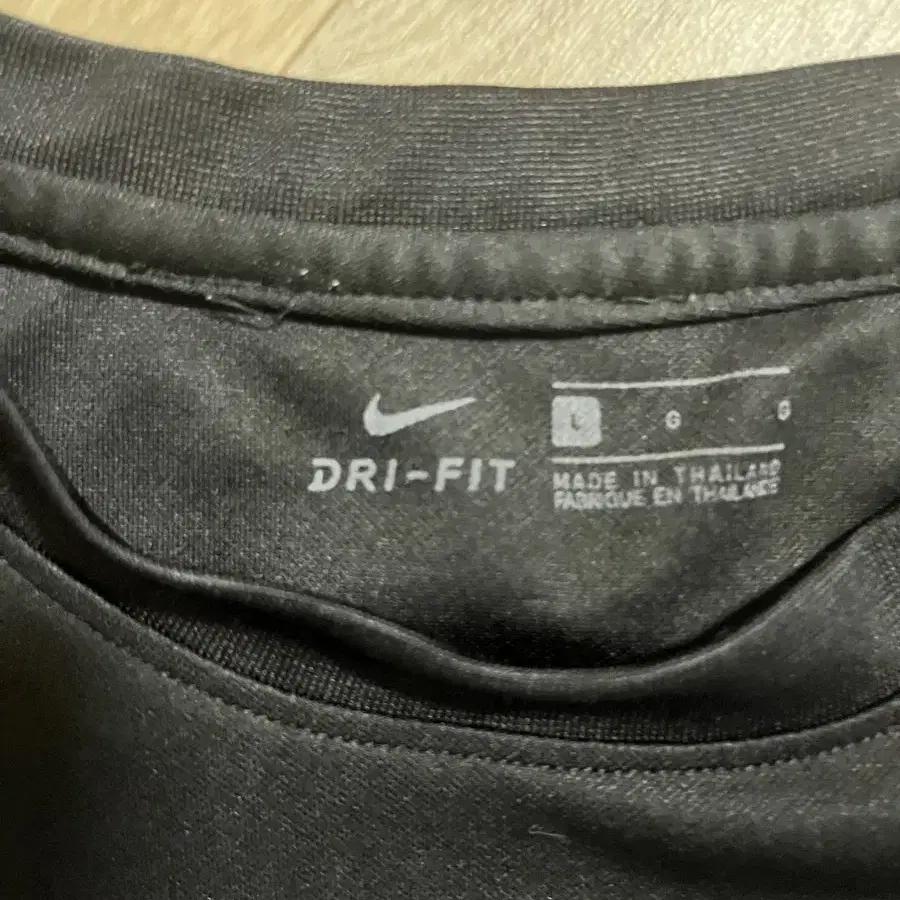 DRI-FIT
L G G
MADE IN THAILAND
FABRIQUE EN THAILANDE